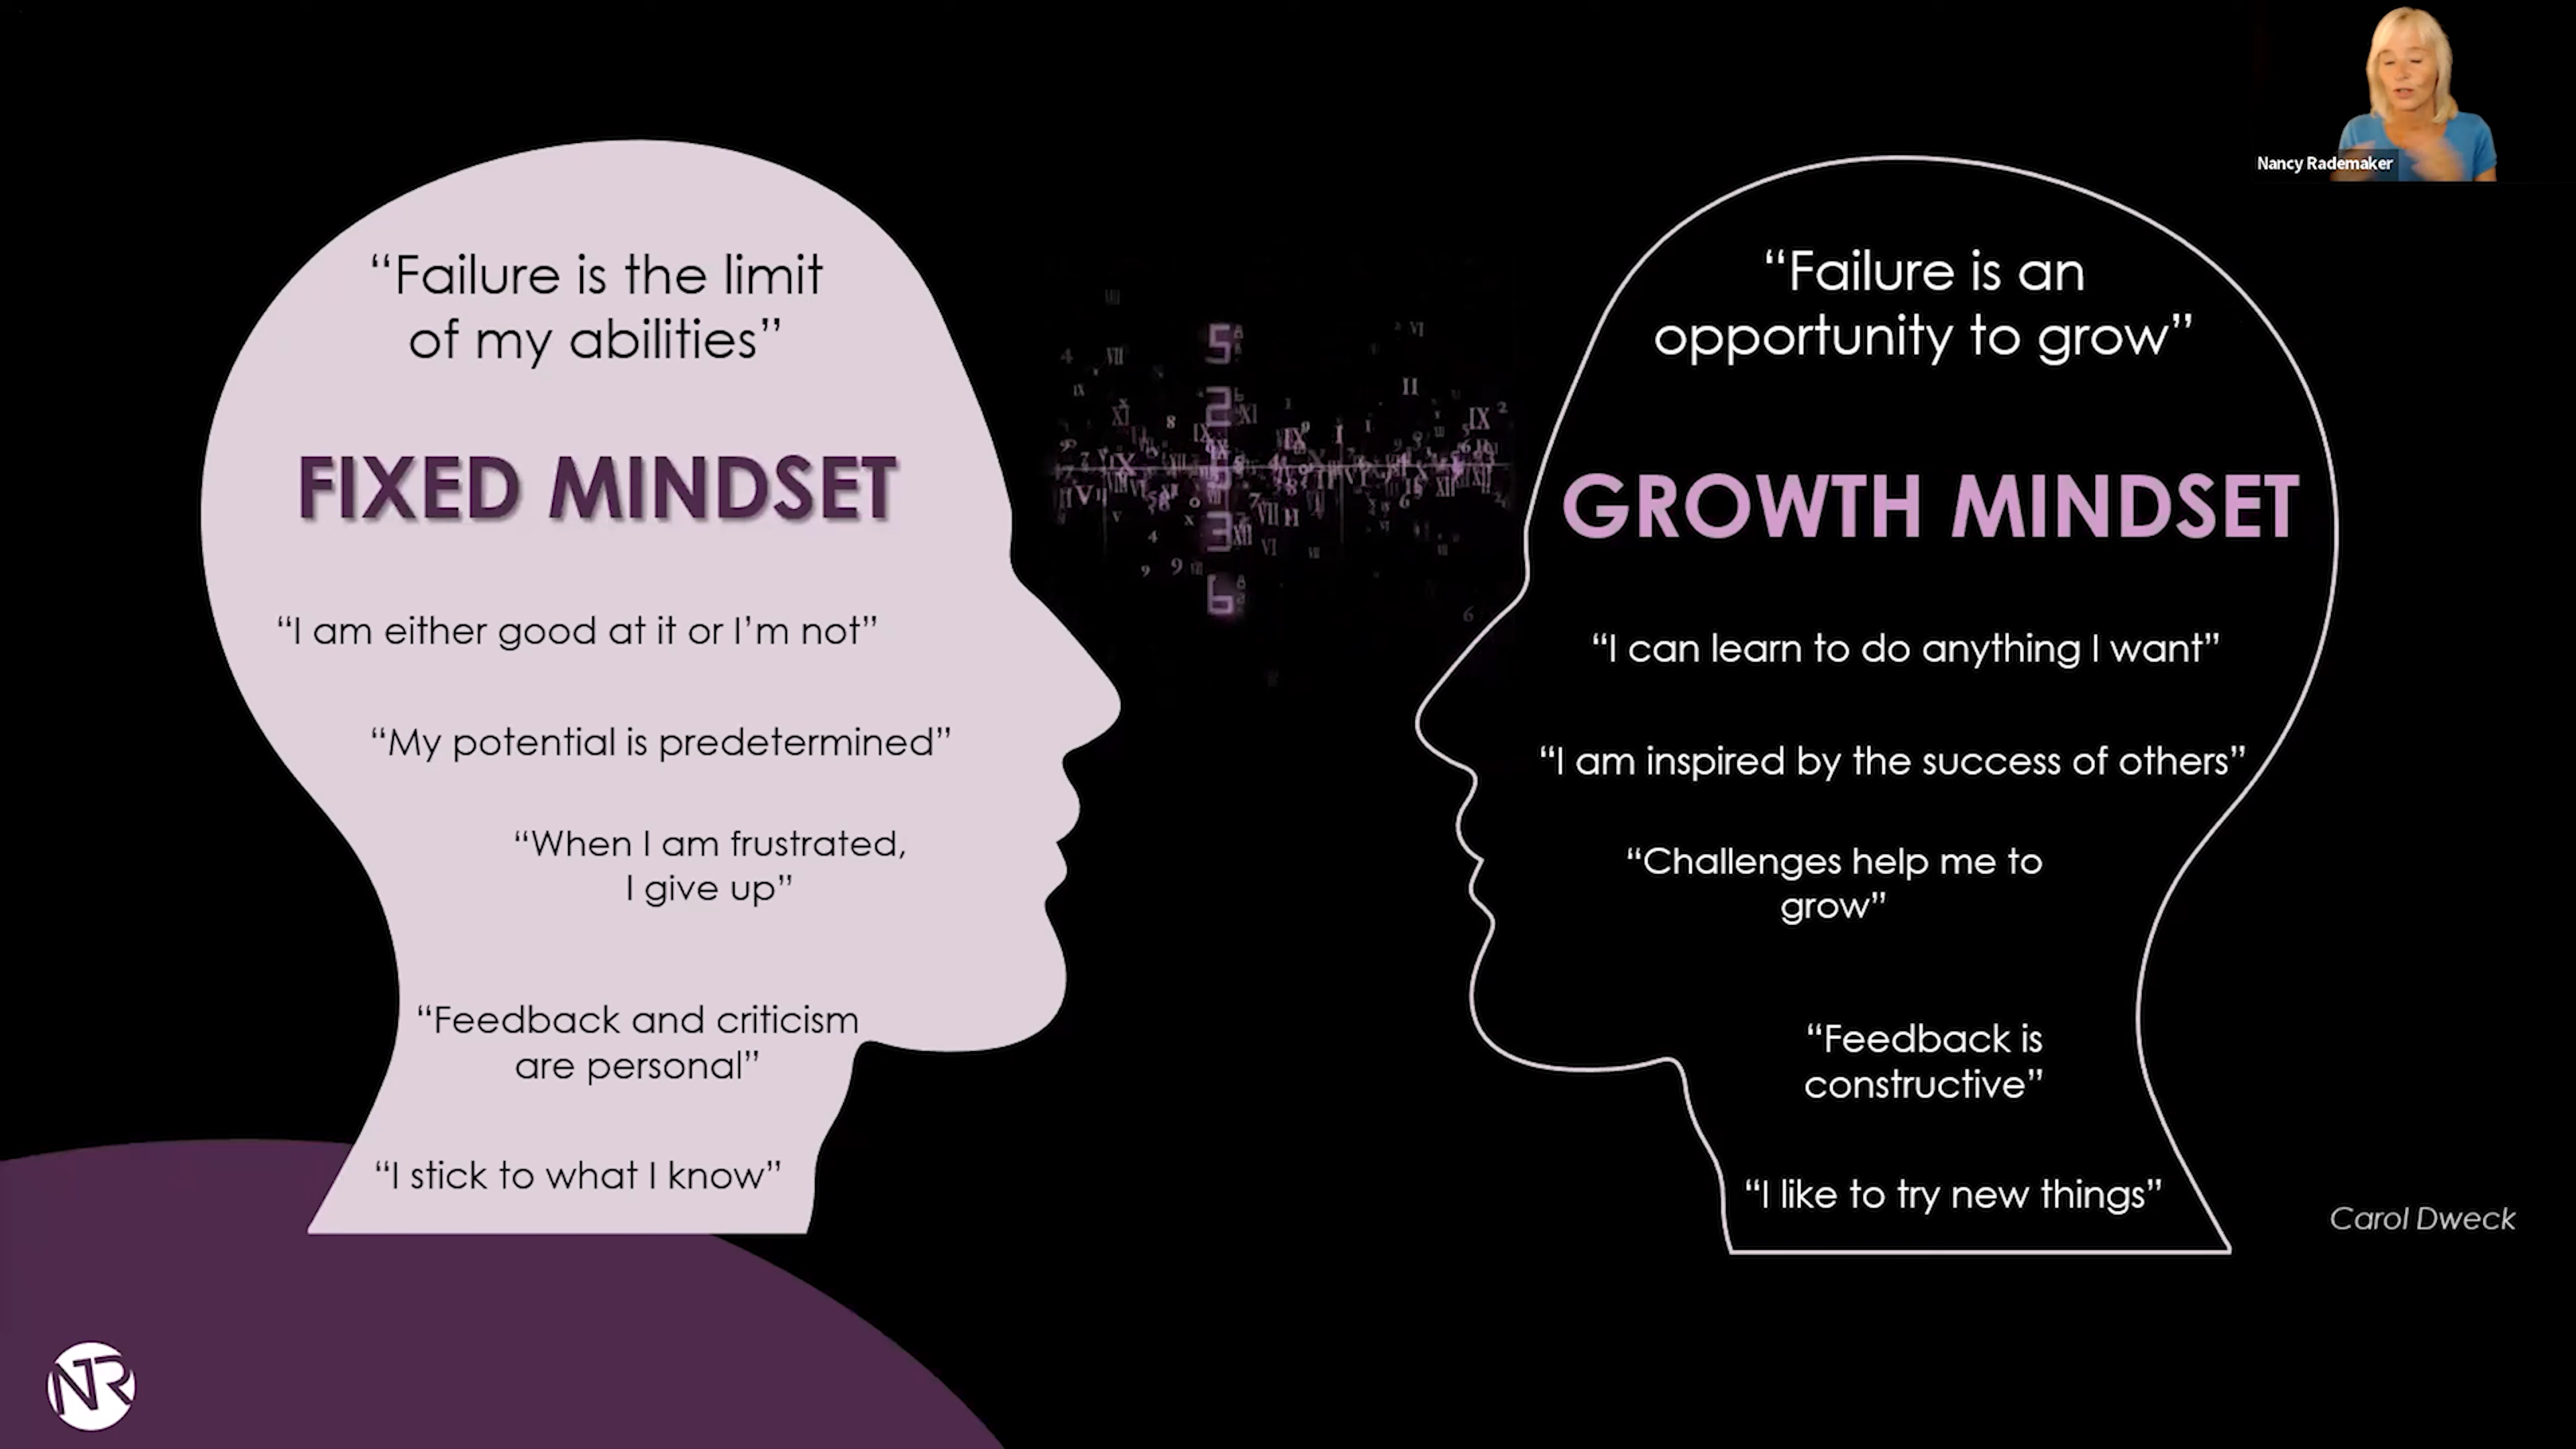 Nancy Rademaker
“Failure is the limit
of my abilities”
FIXED MINDSET
“I am either good at it or I’m not”
“My potential is predetermined”
“When I am frustrated,
I give up”
“Feedback and criticism
are personal”
“I stick to what I know”
“Failure is an
opportunity to grow”
GROWTH MINDSET
“I can learn to do anything I want”
“I am inspired by the success of others”
“Challenges help me to
grow”
“Feedback is
constructive”
“I like to try new things”
Carol Dweck
NR